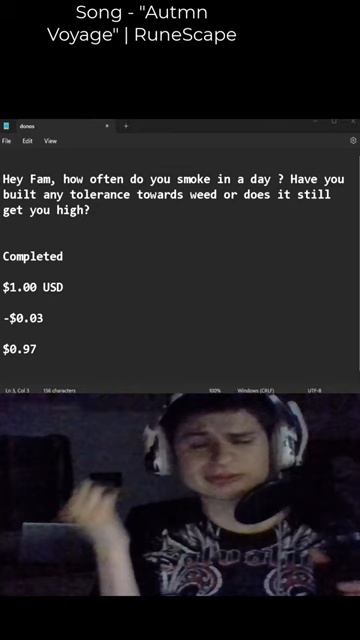 Song - "Autmn
Voyage" | RuneScape
donos
File Edit View
Hey Fam, how often do you smoke in a day ? Have you
built any tolerance towards weed or does it still
get you high?
Completed
$1.00 USD
-$0.03
$0.97
Ln 3, Col 3 156 characters 100% Windows (CRLF) UTF-8